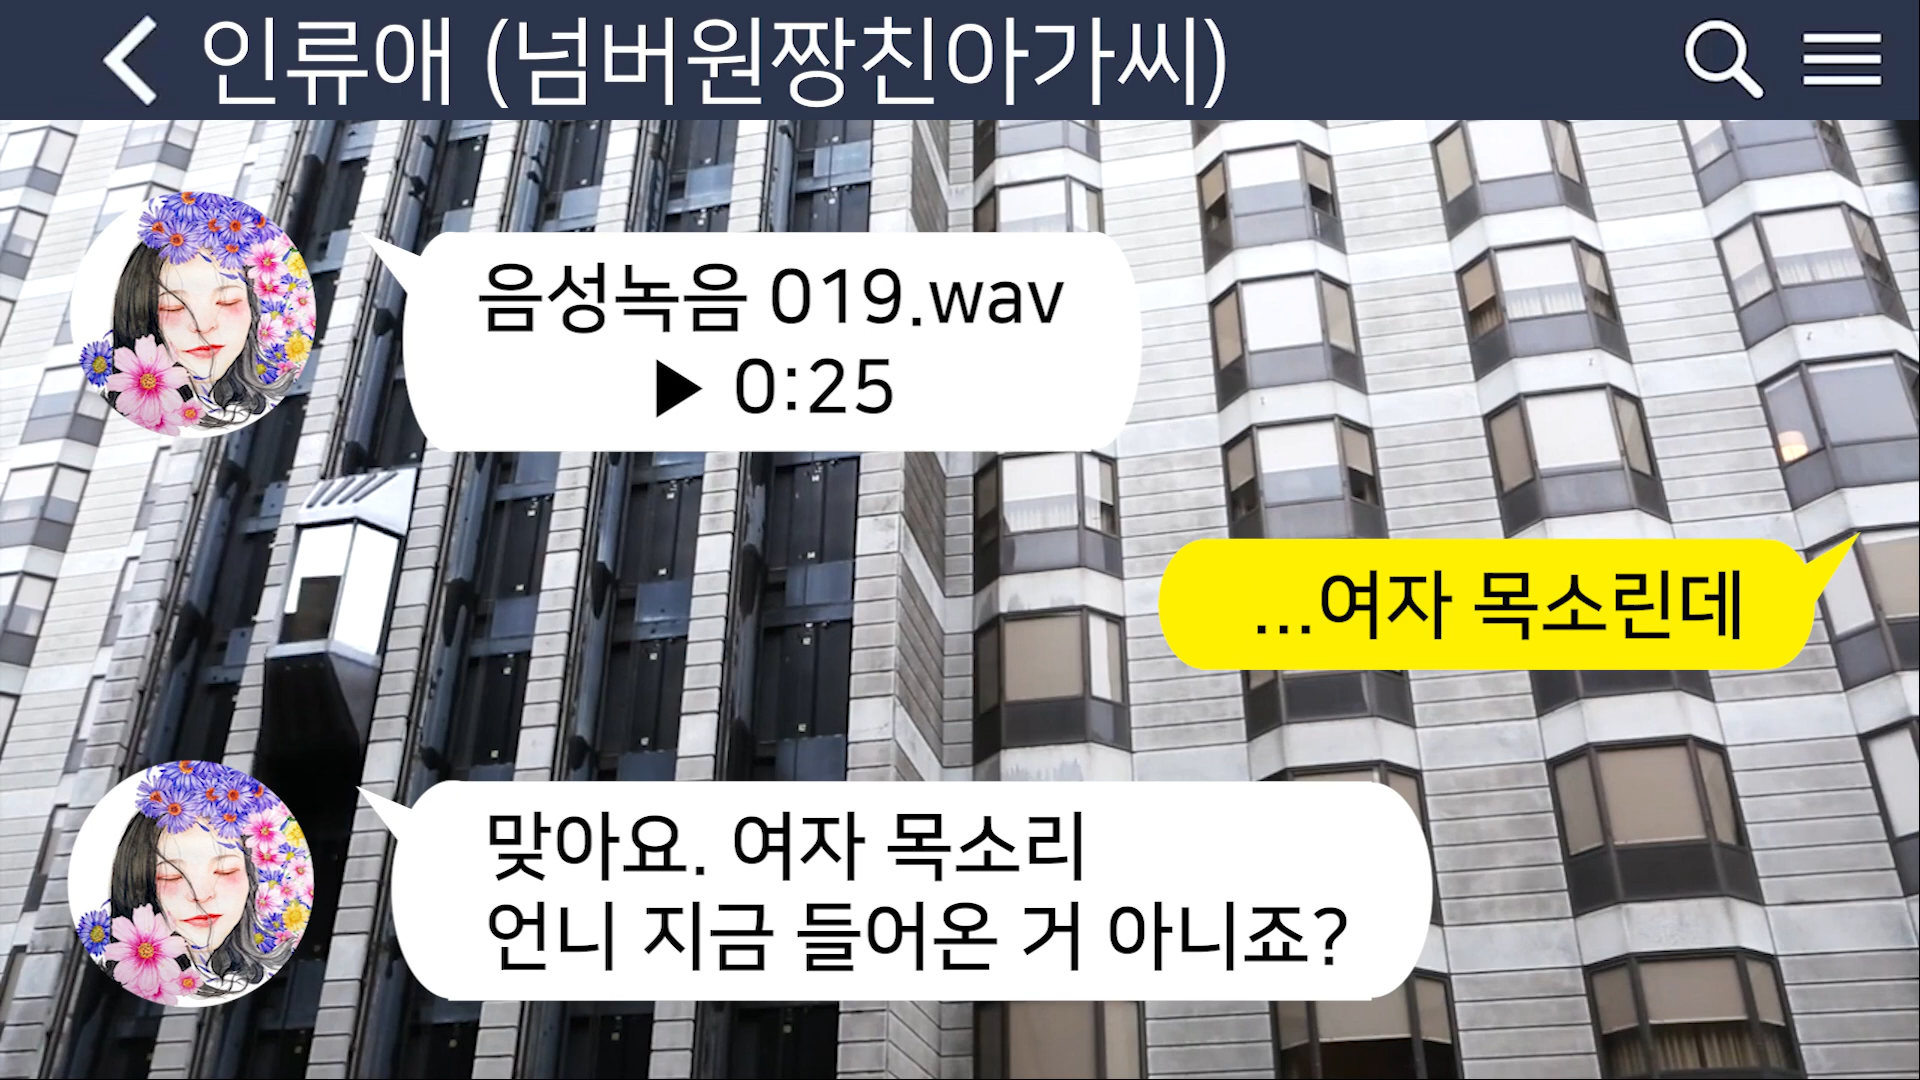 인류애 (넘버원짱친아가씨)
음성녹음 019.wav
▶ 0:25
...여자 목소린데
맞아요. 여자 목소리
언니 지금 들어온 거 아니죠?